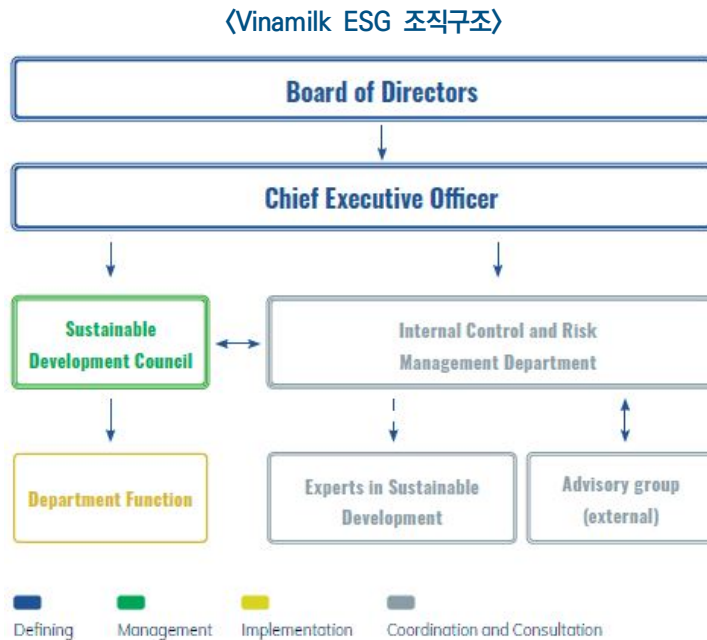 〈Vinamilk ESG 조직구조〉
Board of Directors
Chief Executive Officer
Sustainable
Development Council
Internal Control and Risk
Management Department
Department Function
Experts in Sustainable
Development
Advisory group
(external)
Defining
Management
Implementation
Coordination and Consultation